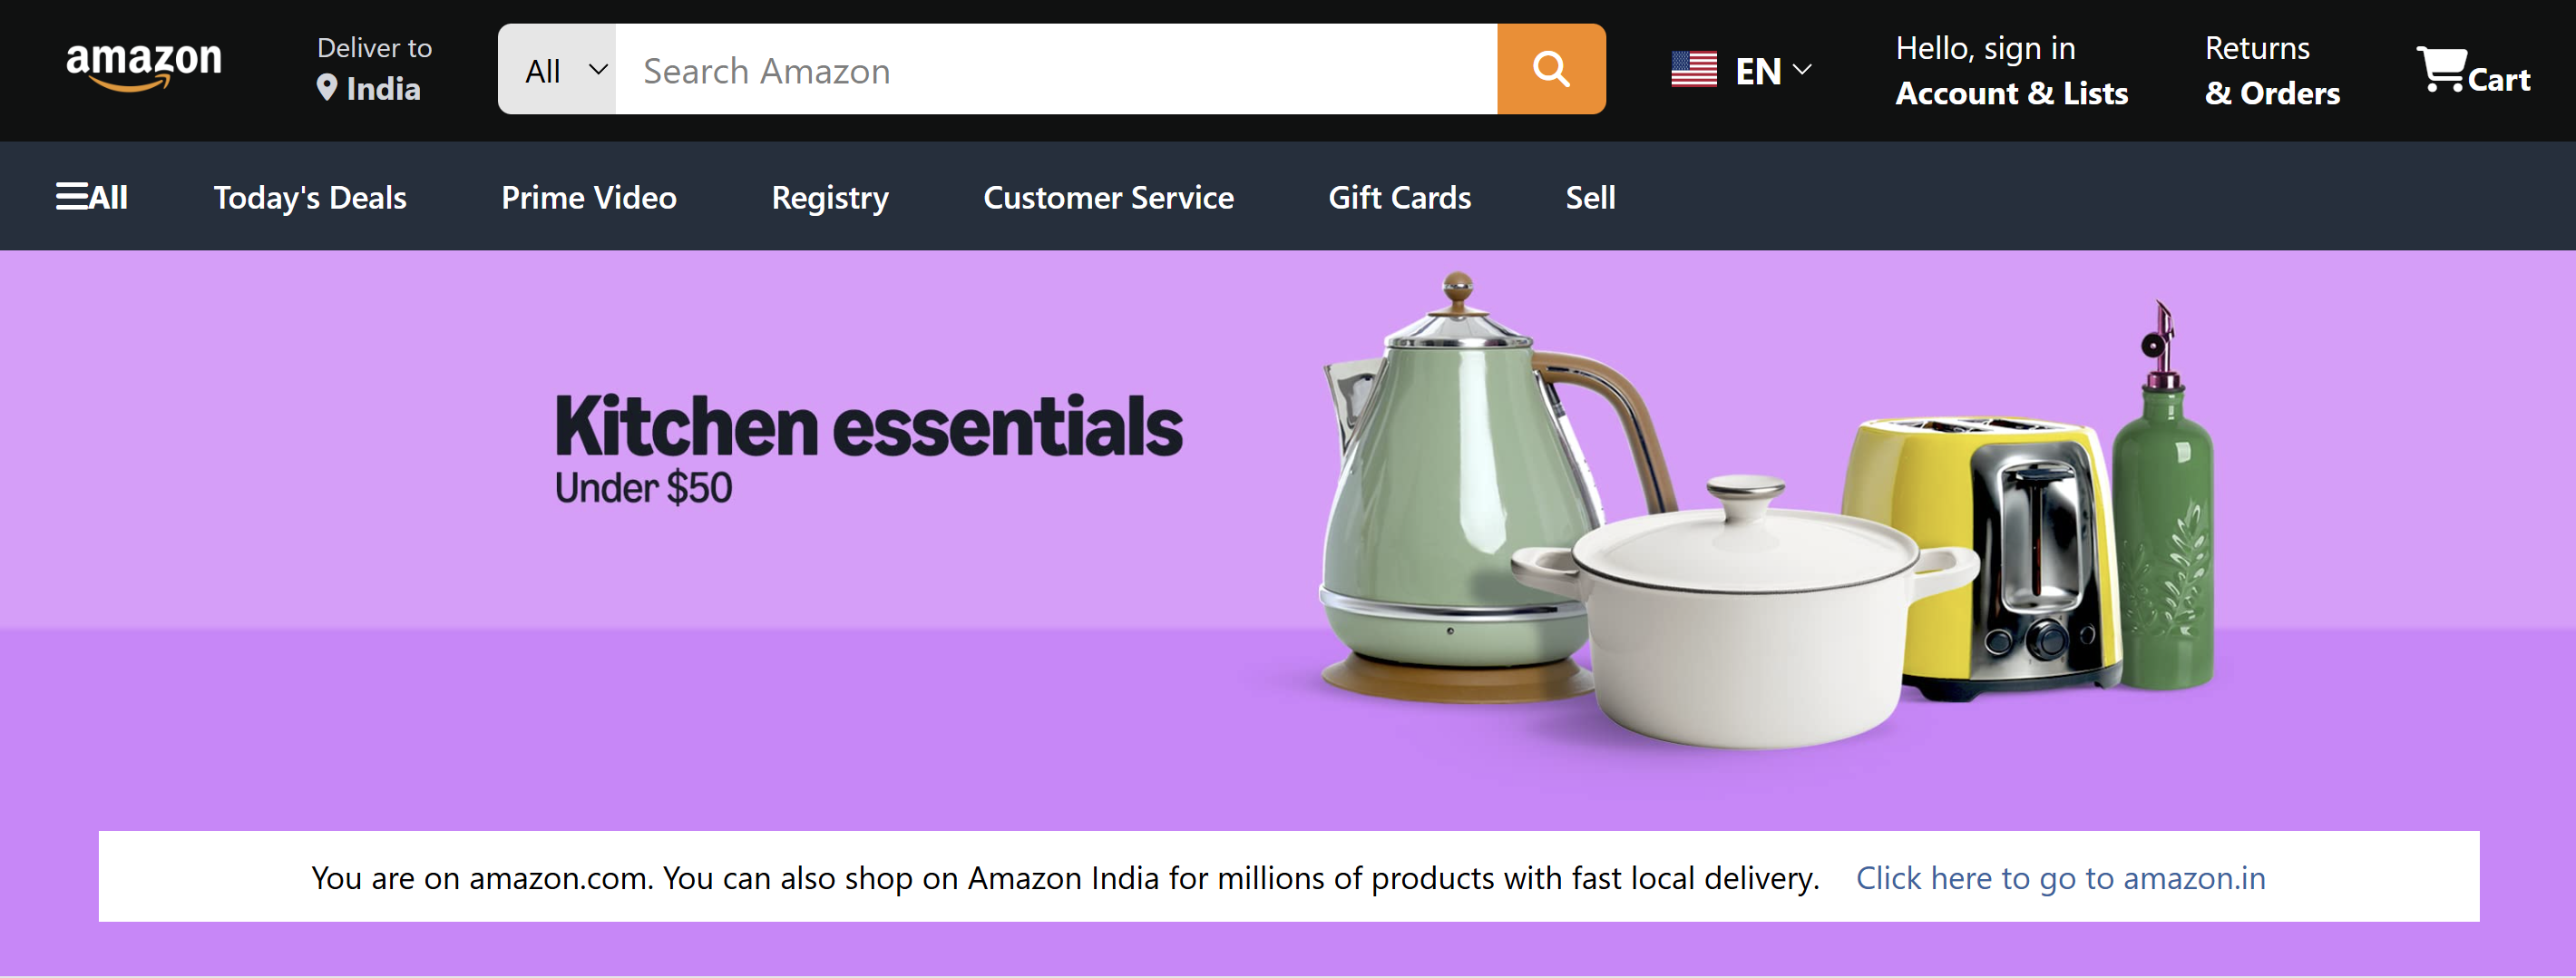 amazon
Deliver to
India
All
Search Amazon
EN
Hello, sign in
Account & Lists
Returns
& Orders
Cart
All
Today's Deals
Prime Video
Registry
Customer Service
Gift Cards
Sell
Kitchen essentials
Under $50
You are on amazon.com. You can also shop on Amazon India for millions of products with fast local delivery. Click here to go to amazon.in